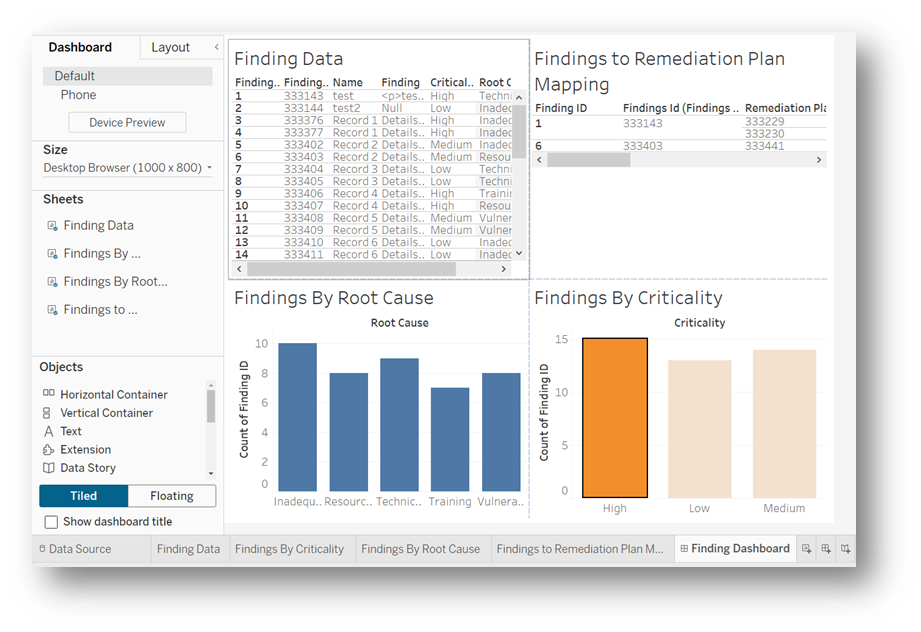 Dashboard
Layout
Default
Phone
Device Preview
Size
Desktop Browser (1000 x 800)
Sheets
Finding Data
Findings By ...
Findings By Root...
Findings to ...
Objects
Horizontal Container
Vertical Container
Text
Extension
Data Story
Tiled Floating
Show dashboard title
Finding Data
Finding.. Finding.. Name Finding Critical.. Root C
1 333143 test <p>tes.. High Techni
2 333144 test2 Null Low Inadec
3 333376 Record 1 Details.. High Inadec
4 333377 Record 1 Details.. High Inadec
5 333402 Record 2 Details.. Medium Inadec
6 333403 Record 2 Details.. Medium Resou
7 333404 Record 3 Details.. Low Techni
8 333405 Record 3 Details.. Low Techni
9 333406 Record 4 Details.. High Trainir
10 333407 Record 4 Details.. High Resou
11 333408 Record 5 Details.. Medium Vulner
12 333409 Record 5 Details.. Medium Vulner
13 333410 Record 6 Details.. Low Inadec
14 333411 Record 6 Details.. Low Inadec
Findings to Remediation Plan
Mapping
Finding ID Findings Id (Findings .. Remediation Pla
1 333143 333229
333230
6 333403 333441
Findings By Root Cause
Root Cause
Count of Finding ID
10
8
6
4
2
0
Inadequ.. Resourc.. Technic.. Training Vulnera..
Findings By Criticality
Criticality
Count of Finding ID
15
10
5
0
High Low Medium
Data Source Finding Data Findings By Criticality Findings By Root Cause Findings to Remediation Plan M... Finding Dashboard